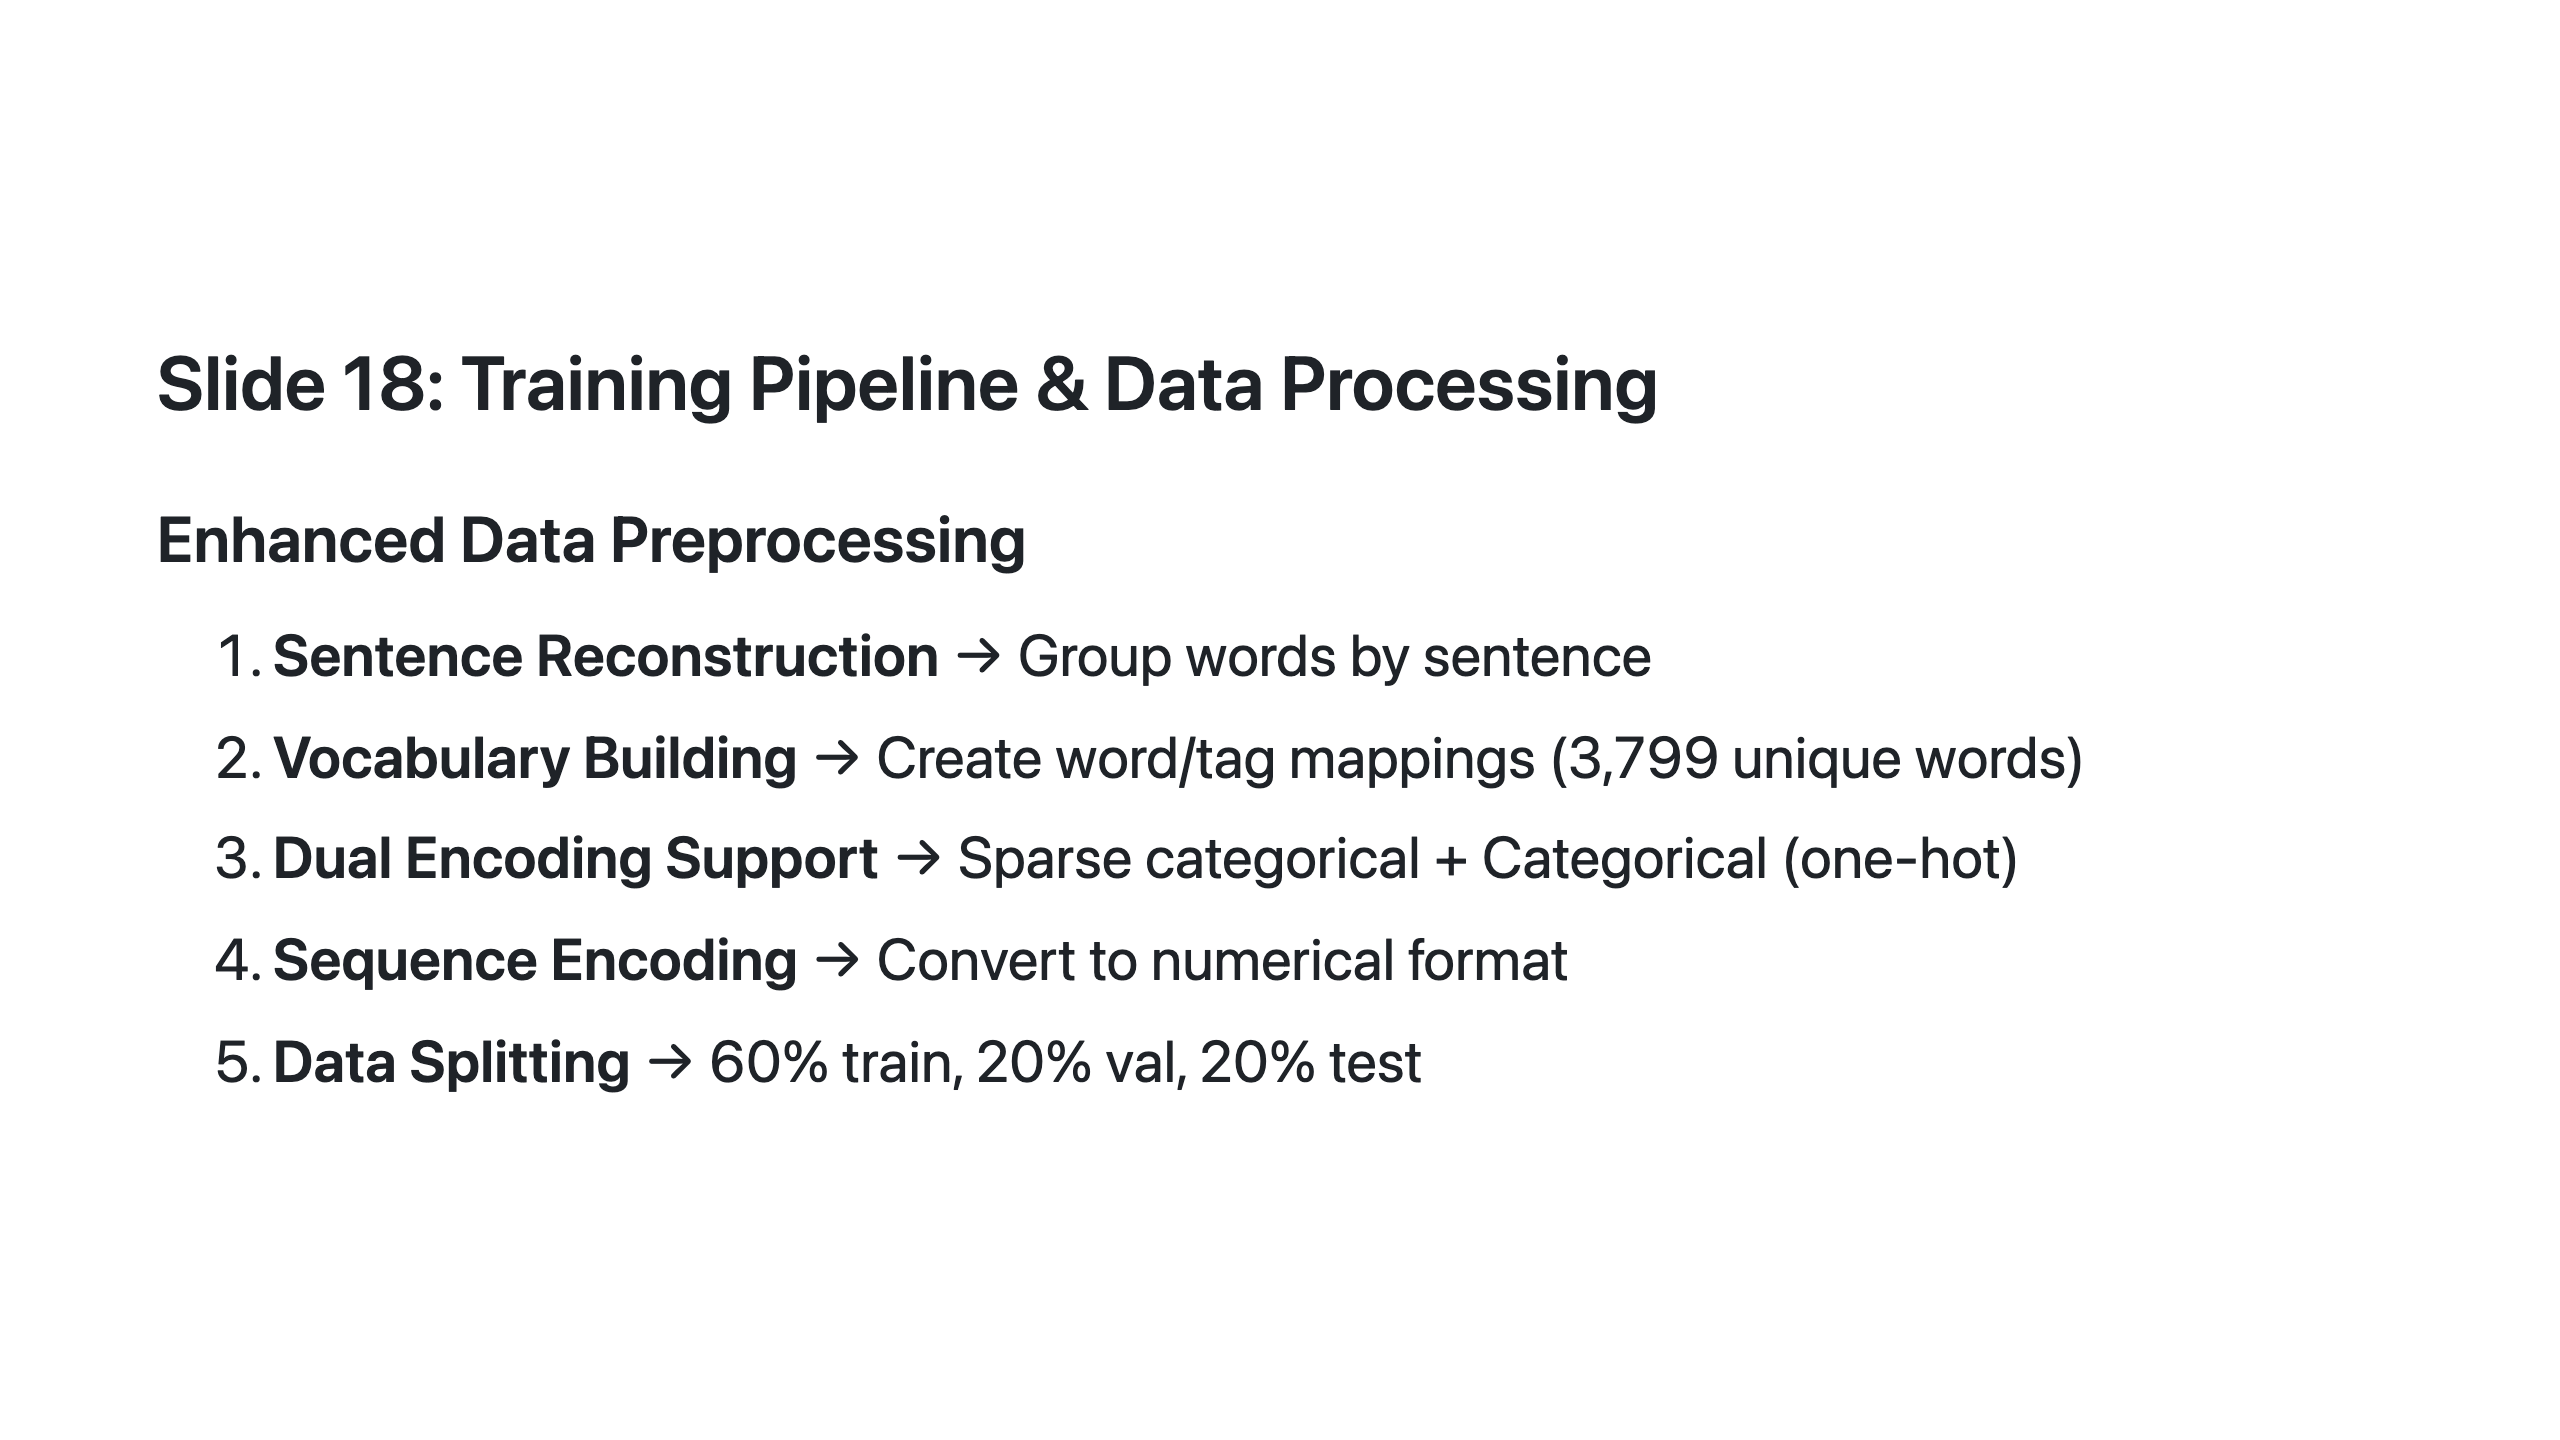 Slide 18: Training Pipeline & Data Processing
Enhanced Data Preprocessing
1. Sentence Reconstruction → Group words by sentence
2. Vocabulary Building → Create word/tag mappings (3,799 unique words)
3. Dual Encoding Support → Sparse categorical + Categorical (one-hot)
4. Sequence Encoding → Convert to numerical format
5. Data Splitting → 60% train, 20% val, 20% test